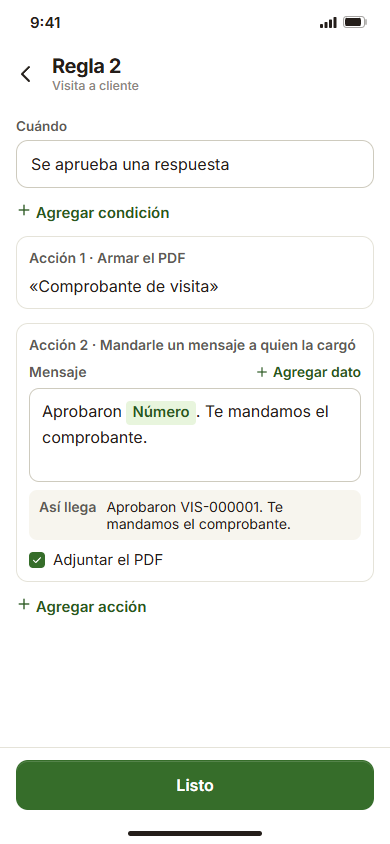 9:41
Regla 2
Visita a cliente
Cuándo
Se aprueba una respuesta
+ Agregar condición
Acción 1 · Armar el PDF
«Comprobante de visita»
Acción 2 · Mandarle un mensaje a quien la cargó
Mensaje
+ Agregar dato
Aprobaron Número. Te mandamos el
comprobante.
Así llega
Aprobaron VIS-000001. Te
mandamos el comprobante.
Adjuntar el PDF
+ Agregar acción
Listo